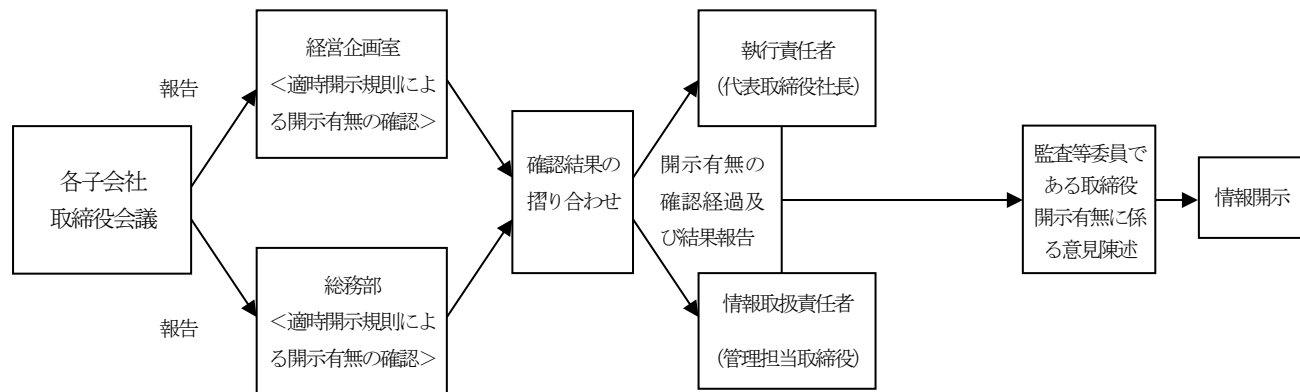 報告
各子会社
取締役会議
報告
経営企画室
<適時開示規則によ
る開示有無の確認>
総務部
<適時開示規則によ
る開示有無の確認>
確認結果の
摺り合わせ
開示有無の
確認経過及
び結果報告
執行責任者
(代表取締役社長)
情報取扱責任者
(管理担当取締役)
監査等委員で
ある取締役
開示有無に係
る意見陳述
情報開示